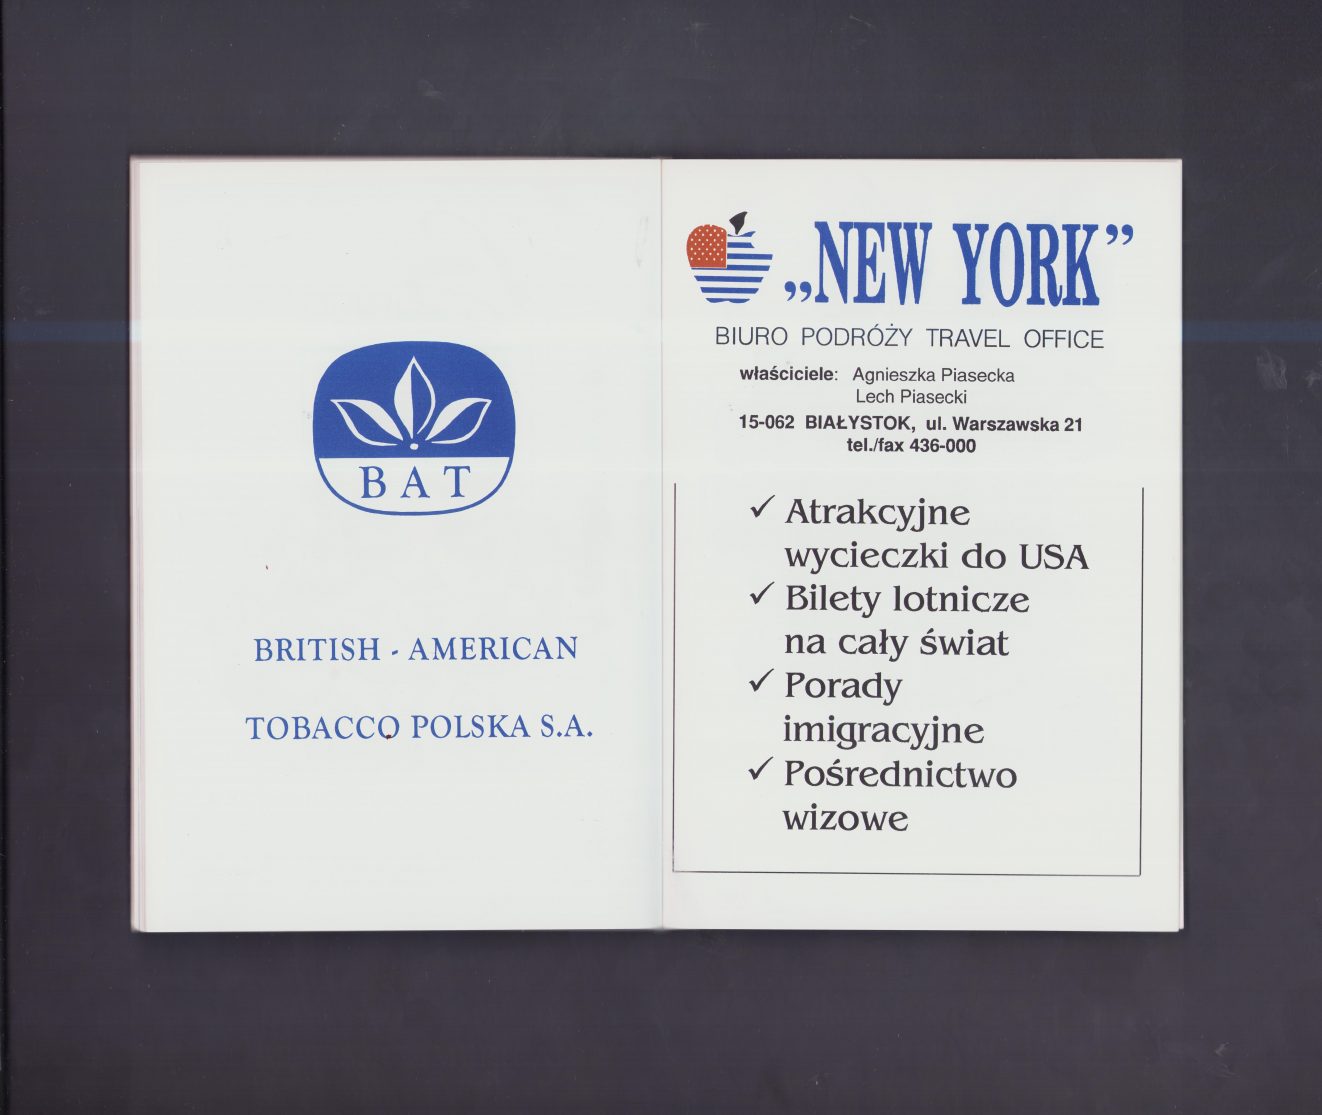 BAT
BRITISH - AMERICAN
TOBACCO POLSKA S.A.
„NEW YORK”
BIURO PODRÓŻY TRAVEL OFFICE
właściciele: Agnieszka Piasecka
Lech Piasecki
15-062 BIAŁYSTOK, ul. Warszawska 21
tel./fax 436-000
✓ Atrakcyjne
wycieczki do USA
✓ Bilety lotnicze
na cały świat
✓ Porady
imigracyjne
✓ Pośrednictwo
wizowe